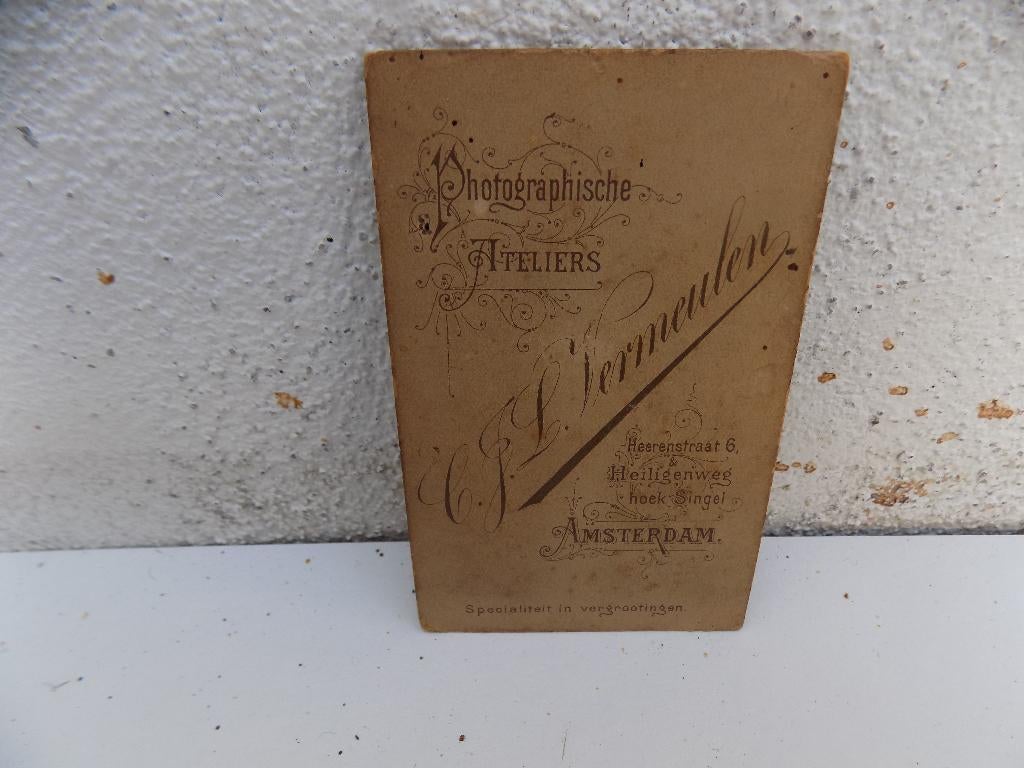 Photographische
Ateliers
C. J. L. Vermeulen.
Heerenstraat 6,
&
Heiligenweg
hoek Singel
Amsterdam.
Specialiteit in vergrootingen.